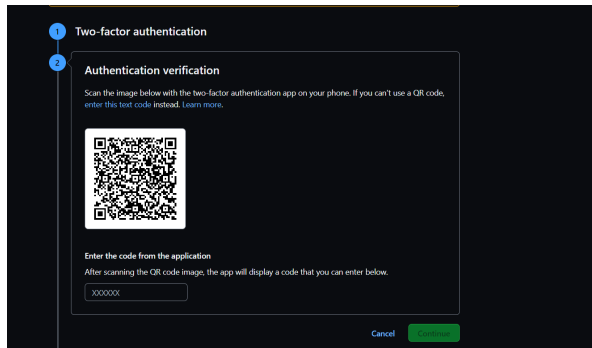 1 Two-factor authentication
2
Authentication verification
Scan the image below with the two-factor authentication app on your phone. If you can't use a QR code,
enter this text code instead. Learn more.
Enter the code from the application
After scanning the QR code image, the app will display a code that you can enter below.
XXXXXX
Cancel Continue